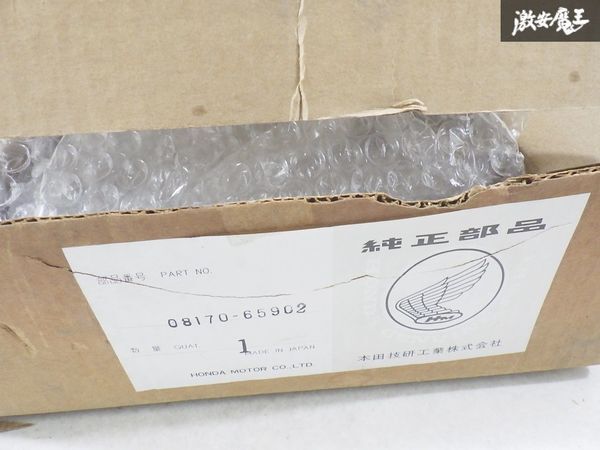 激安魔王
純正部品
部品番号 PART NO.
08170-65902
数量 QUAT. 1 MADE IN JAPAN
HONDA MOTOR CO., LTD.
本田技研工業株式会社